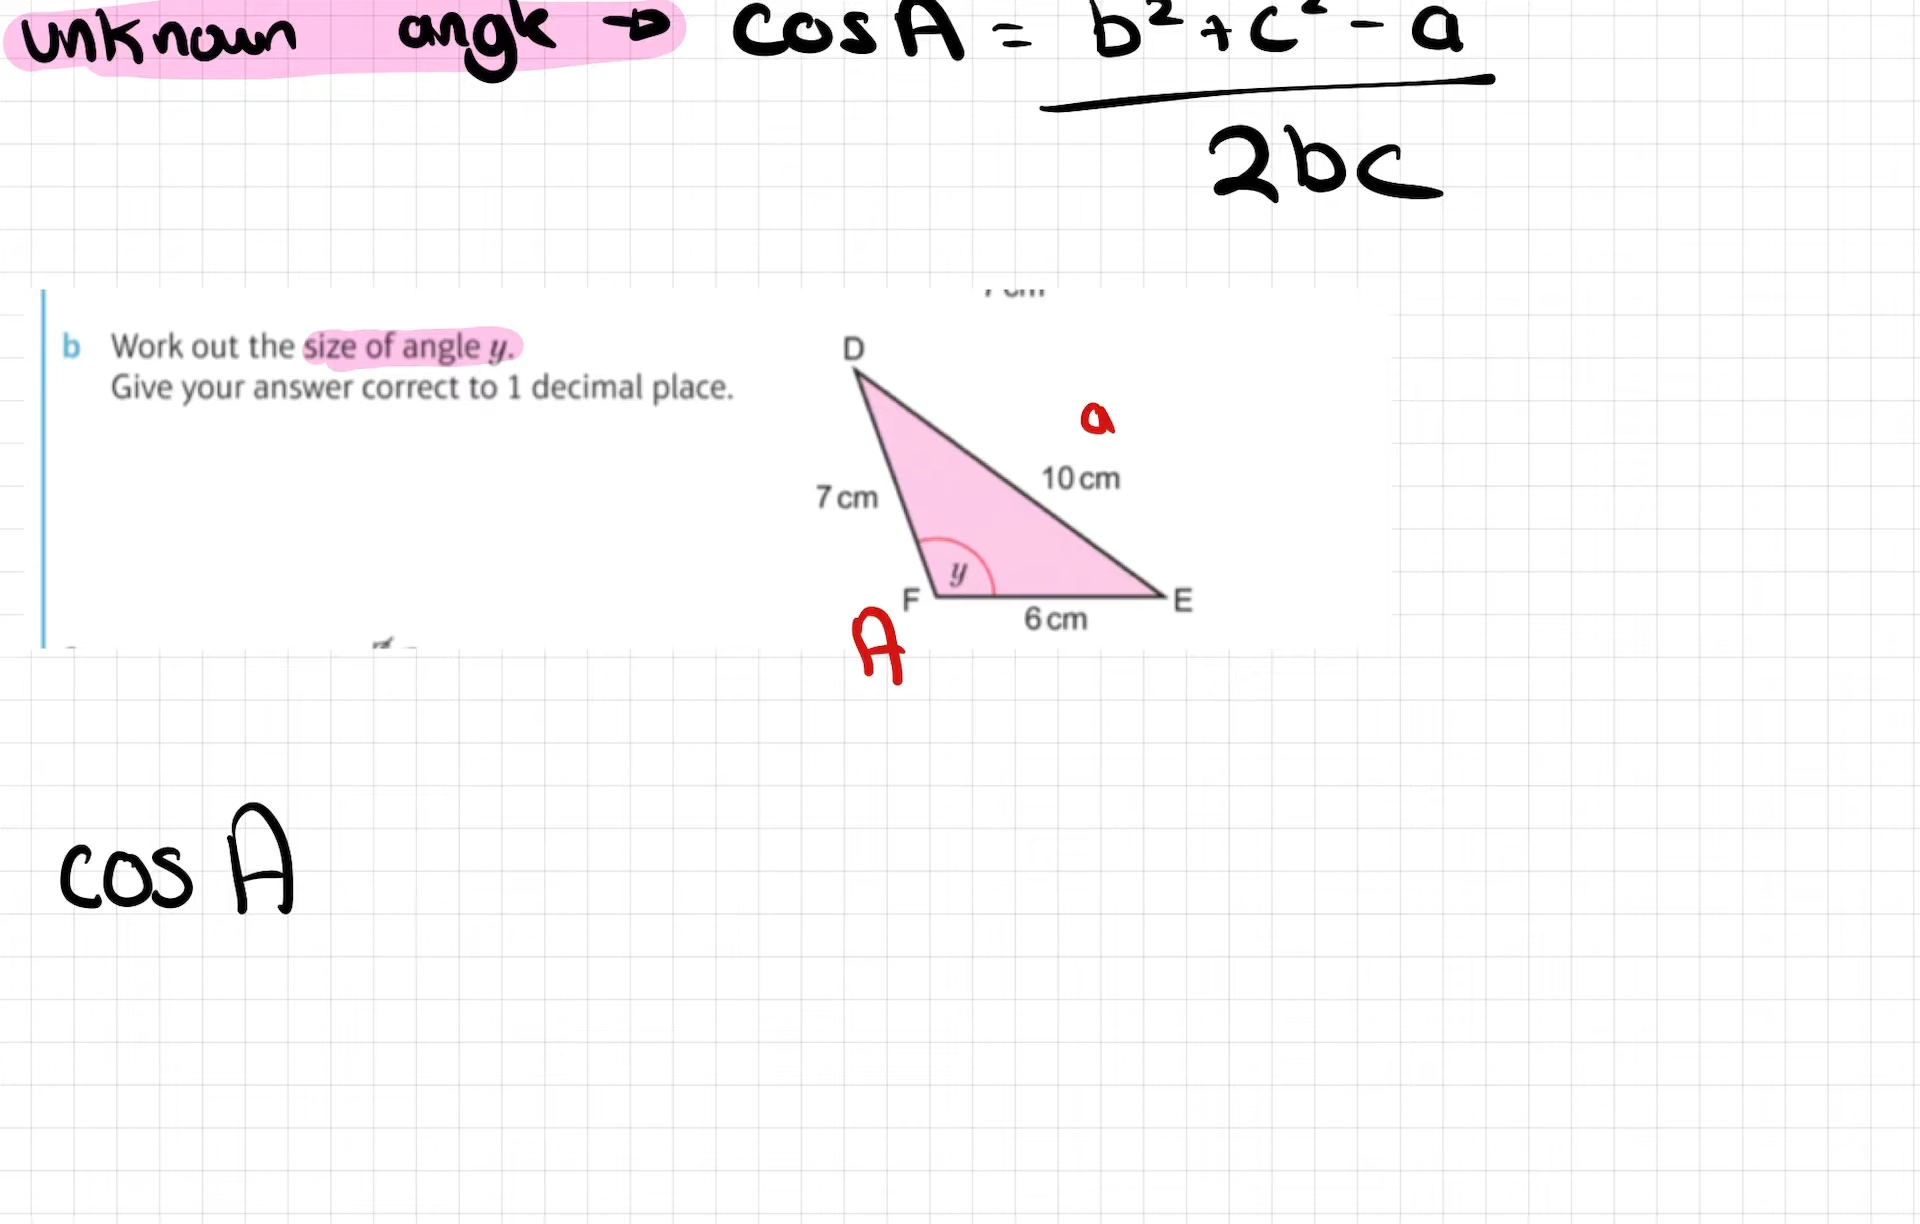 unknown angle → cos A = b² + c² - a
2bc
b Work out the size of angle y.
Give your answer correct to 1 decimal place.
D
a
10 cm
7 cm
y
F
E
6 cm
A
cos A